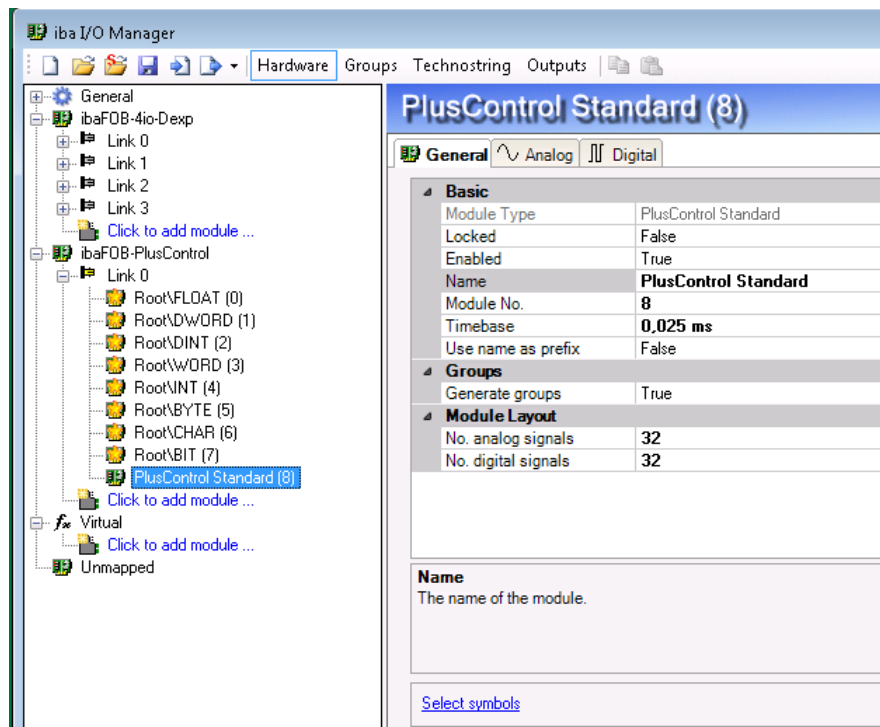 iba I/O Manager
Hardware Groups Technostring Outputs
General
ibaFOB-4io-Dexp
Link 0
Link 1
Link 2
Link 3
Click to add module ...
ibaFOB-PlusControl
Link 0
Root\FLOAT (0)
Root\DWORD (1)
Root\DINT (2)
Root\WORD (3)
Root\INT (4)
Root\BYTE (5)
Root\CHAR (6)
Root\BIT (7)
PlusControl Standard (8)
Click to add module ...
Virtual
Click to add module ...
Unmapped
PlusControl Standard (8)
General Analog Digital
Basic
Module Type PlusControl Standard
Locked False
Enabled True
Name PlusControl Standard
Module No. 8
Timebase 0,025 ms
Use name as prefix False
Groups
Generate groups True
Module Layout
No. analog signals 32
No. digital signals 32
Name
The name of the module.
Select symbols